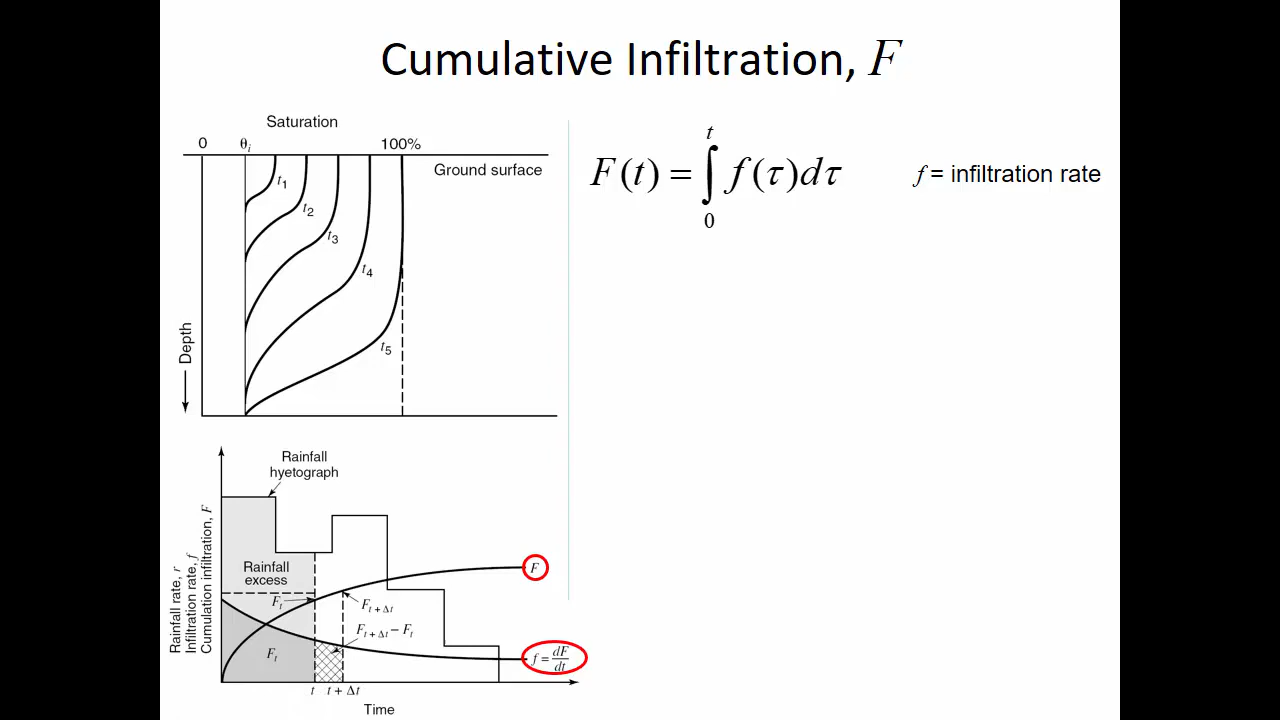 Cumulative Infiltration, F
Saturation
0 θi 100%
Ground surface
t1
t2
t3
t4
t5
Depth
F(t) = ∫0t f(τ)dτ
f = infiltration rate
Rainfall
hyetograph
Rainfall rate, r
Infiltration rate, f
Cumulation infiltration, F
Rainfall
excess
F
Ft
Ft + Δt
Ft + Δt − Ft
Ft
f = dF/dt
t t + Δt
Time